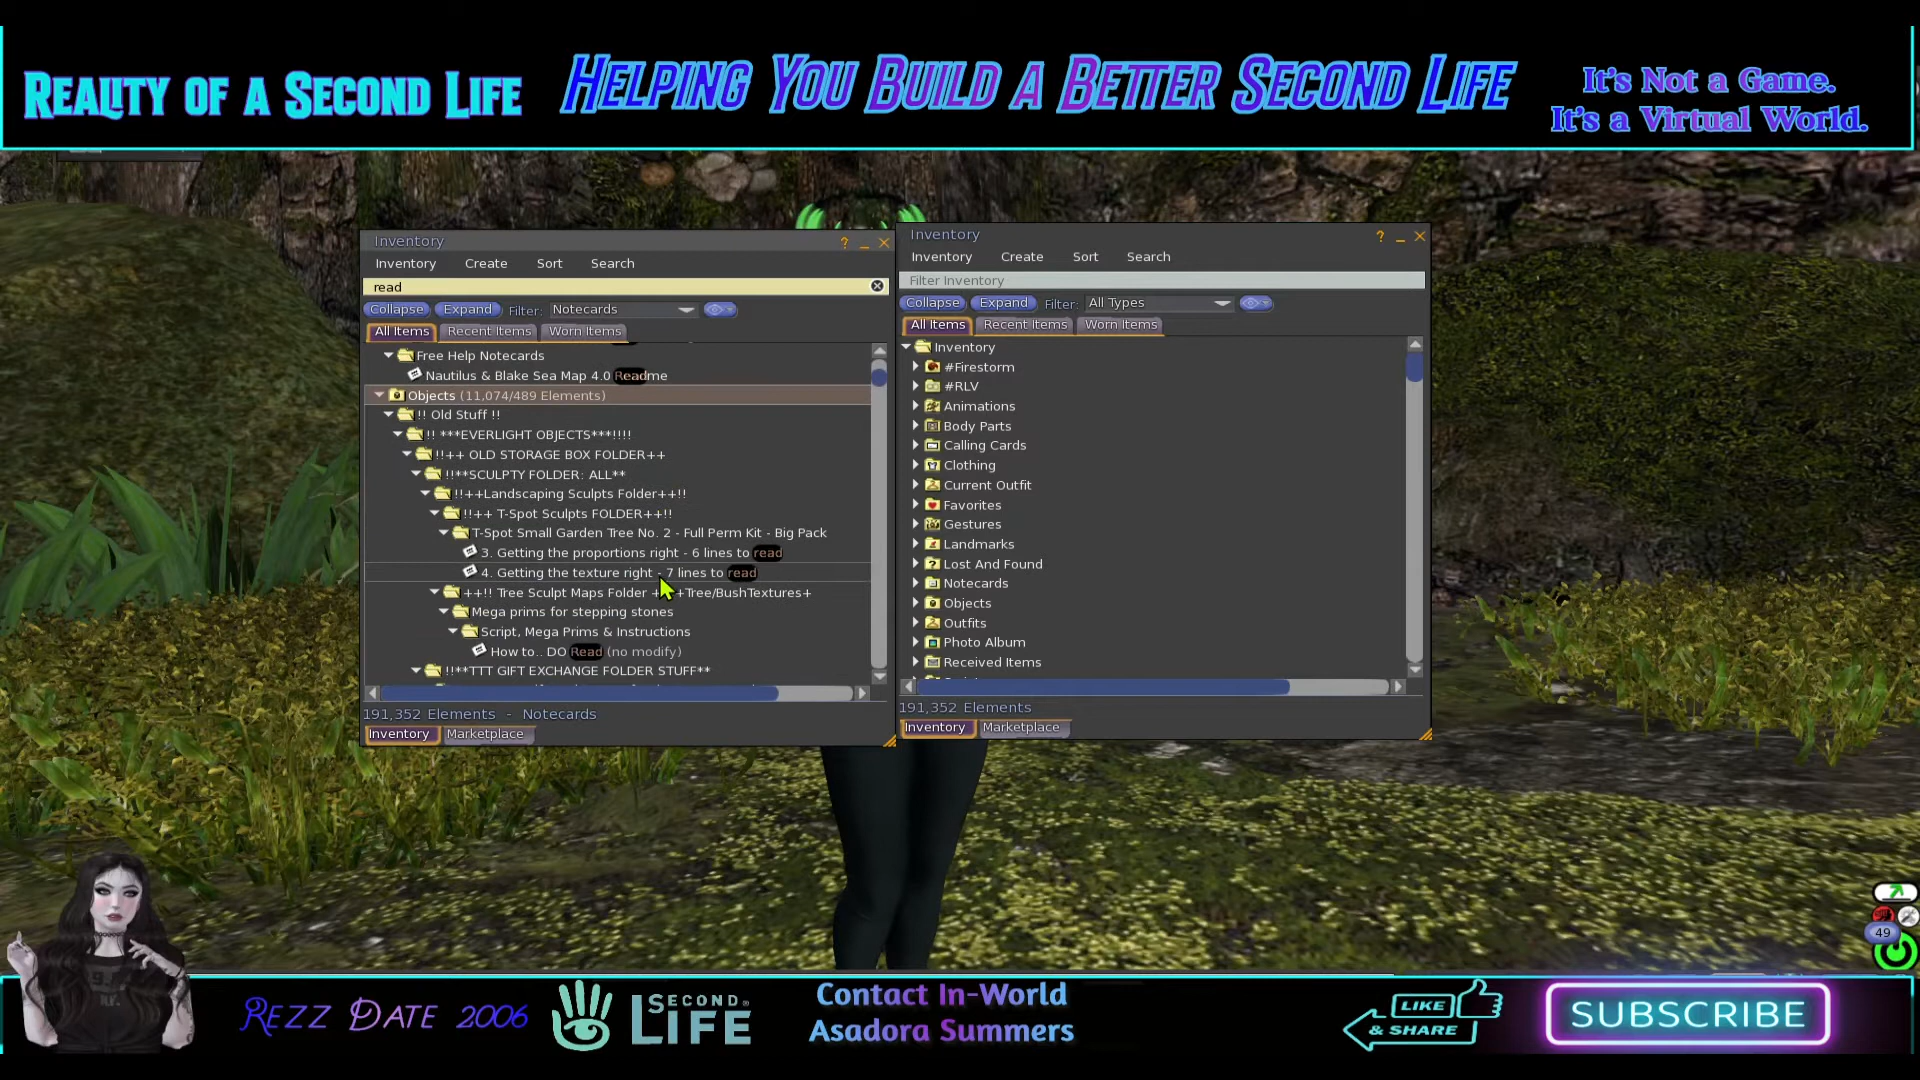 Reality of a Second Life
Helping You Build a Better Second Life
It's Not a Game.
It's a Virtual World.
Inventory
Inventory Create Sort Search
read
Collapse Expand Filter: Notecards
All Items Recent Items Worn Items
Free Help Notecards
Nautilus & Blake Sea Map 4.0 Readme
Objects (11,074/489 Elements)
!! Old Stuff !!
!! ***EVERLIGHT OBJECTS***!!!!
!!++ OLD STORAGE BOX FOLDER++
!!**SCULPTY FOLDER: ALL**
!!++Landscaping Sculpts Folder++!!
!!++ T-Spot Sculpts FOLDER++!!
T-Spot Small Garden Tree No. 2 - Full Perm Kit - Big Pack
3. Getting the proportions right - 6 lines to read
4. Getting the texture right - 7 lines to read
++!! Tree Sculpt Maps Folder + +Tree/BushTextures+
Mega prims for stepping stones
Script, Mega Prims & Instructions
How to.. DO Read (no modify)
!!**TTT GIFT EXCHANGE FOLDER STUFF**
191,352 Elements - Notecards
Inventory Marketplace
Inventory
Inventory Create Sort Search
Filter Inventory
Collapse Expand Filter: All Types
All Items Recent Items Worn Items
Inventory
#Firestorm
#RLV
Animations
Body Parts
Calling Cards
Clothing
Current Outfit
Favorites
Gestures
Landmarks
Lost And Found
Notecards
Objects
Outfits
Photo Album
Received Items
191,352 Elements
Inventory Marketplace
49
Rezz Date 2006
SECOND LIFE
Contact In-World
Asadora Summers
LIKE
& SHARE
SUBSCRIBE